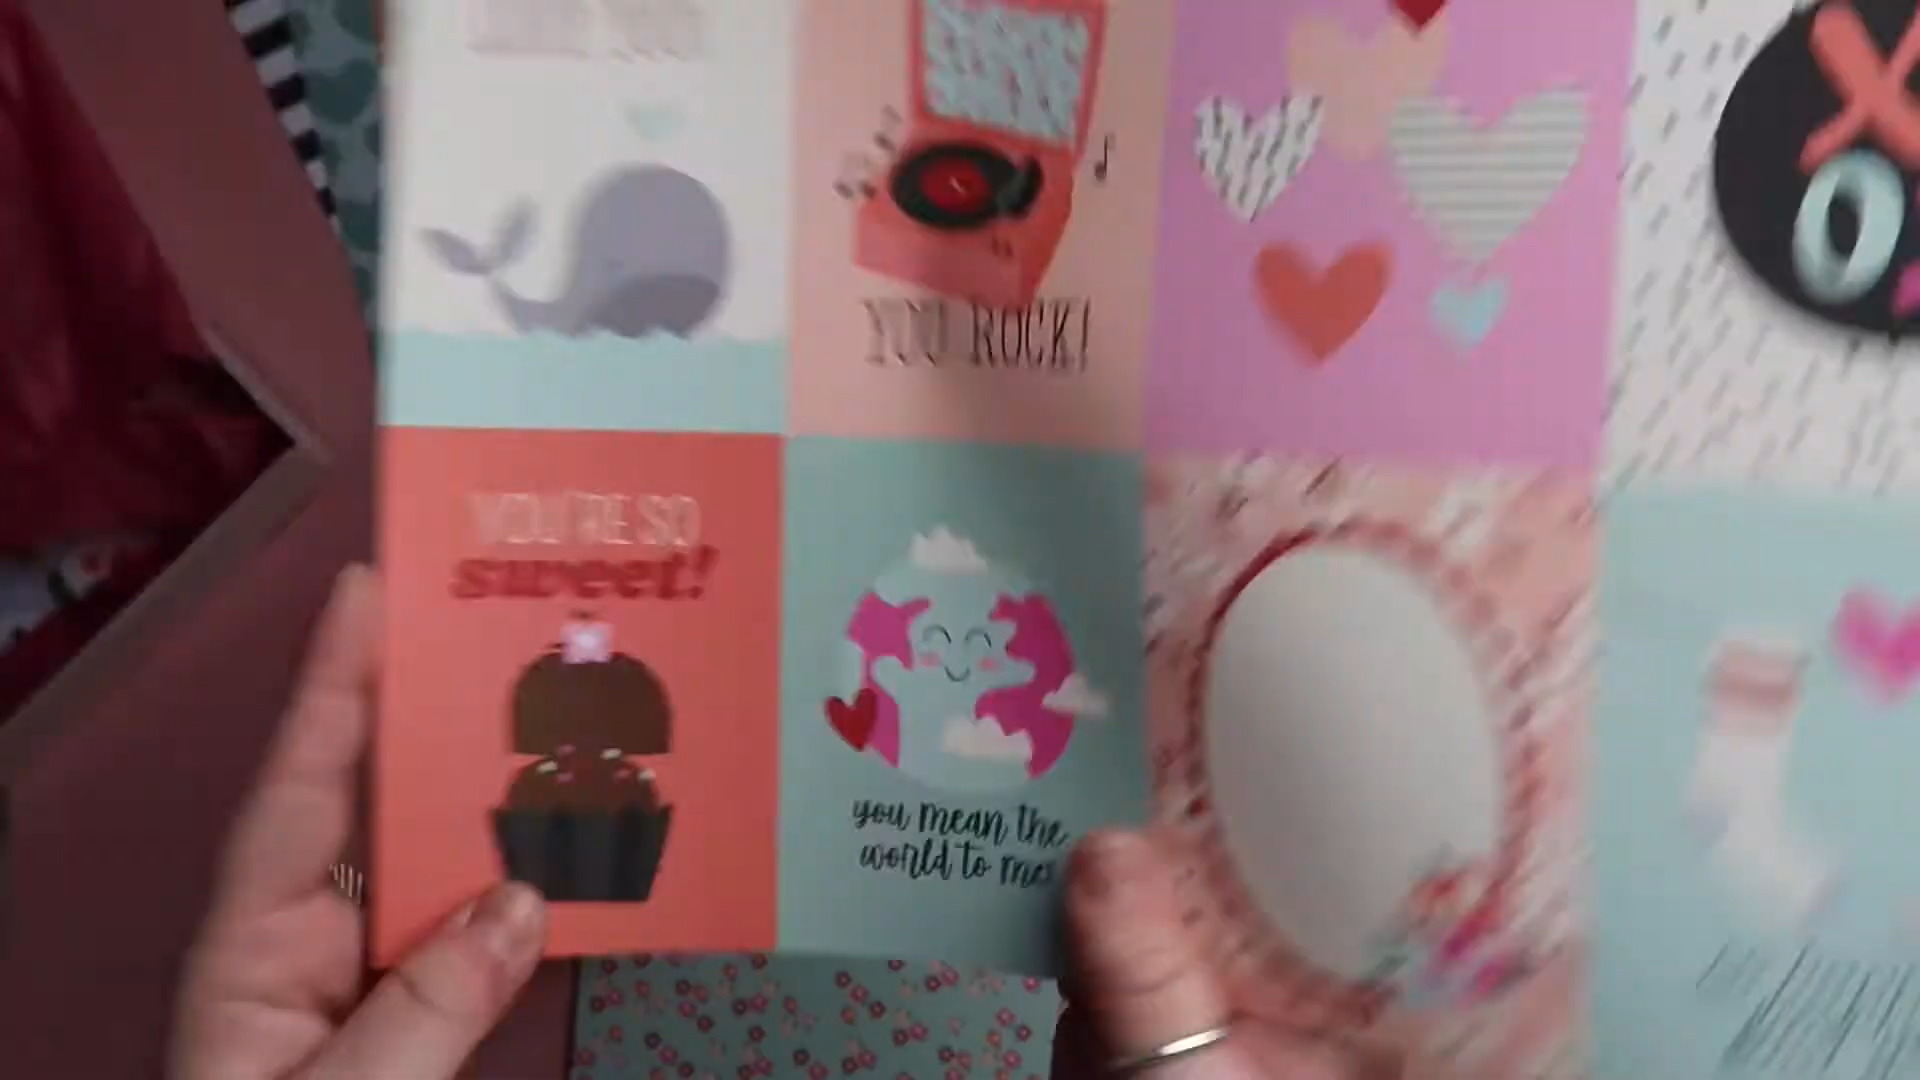 YOU ROCK!
X
O
YOU'RE SO
sweet!
you mean the
world to me.